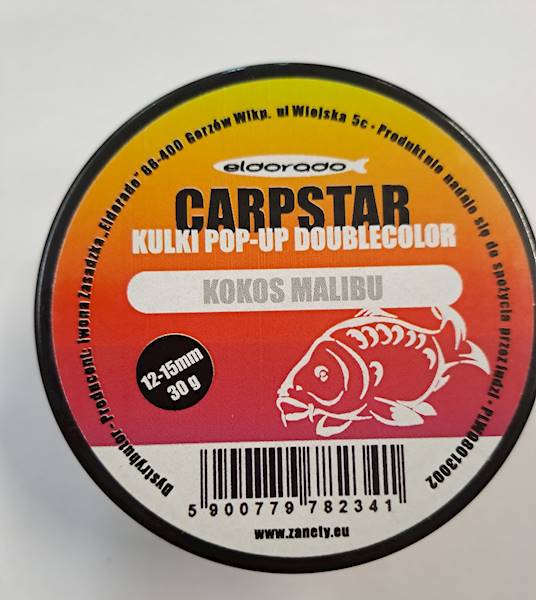 Dystrybutor-Producent: Iwona Zasadzka „Eldorado" 66-400 Gorzów Wlkp. ul Wiejska 5c · Produkt nie nadaje się do spożycia przez ludzi · PLW08013002
eldorado
CARPSTAR
KULKI POP-UP DOUBLECOLOR
KOKOS MALIBU
12-15mm
30 g
5 900779 782341
www.zanety.eu